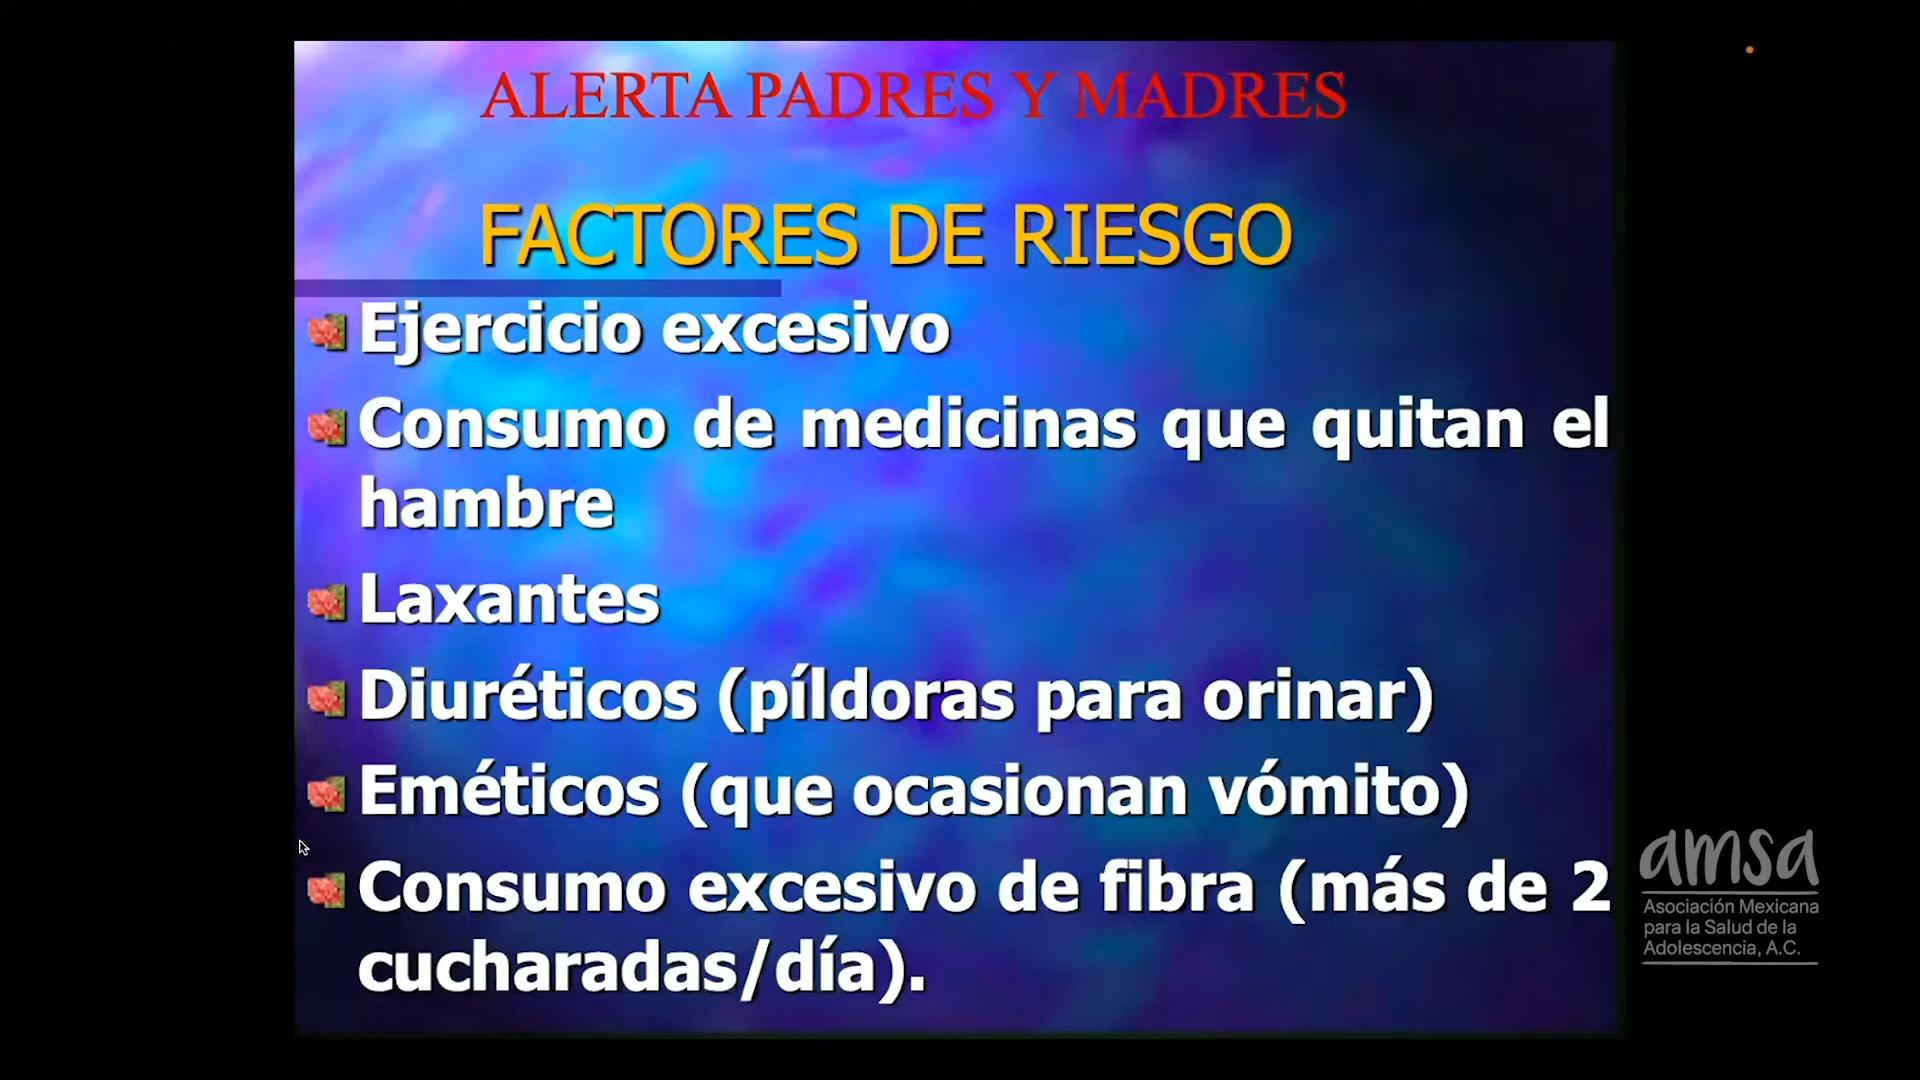 ALERTA PADRES Y MADRES
FACTORES DE RIESGO
Ejercicio excesivo
Consumo de medicinas que quitan el
hambre
Laxantes
Diuréticos (píldoras para orinar)
Eméticos (que ocasionan vómito)
Consumo excesivo de fibra (más de 2
cucharadas/día).
amsa
Asociación Mexicana
para la Salud de la
Adolescencia, A.C.